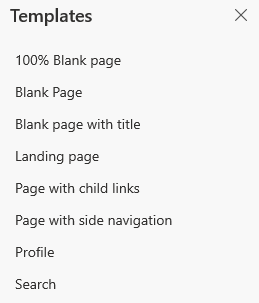 Templates
100% Blank page
Blank Page
Blank page with title
Landing page
Page with child links
Page with side navigation
Profile
Search